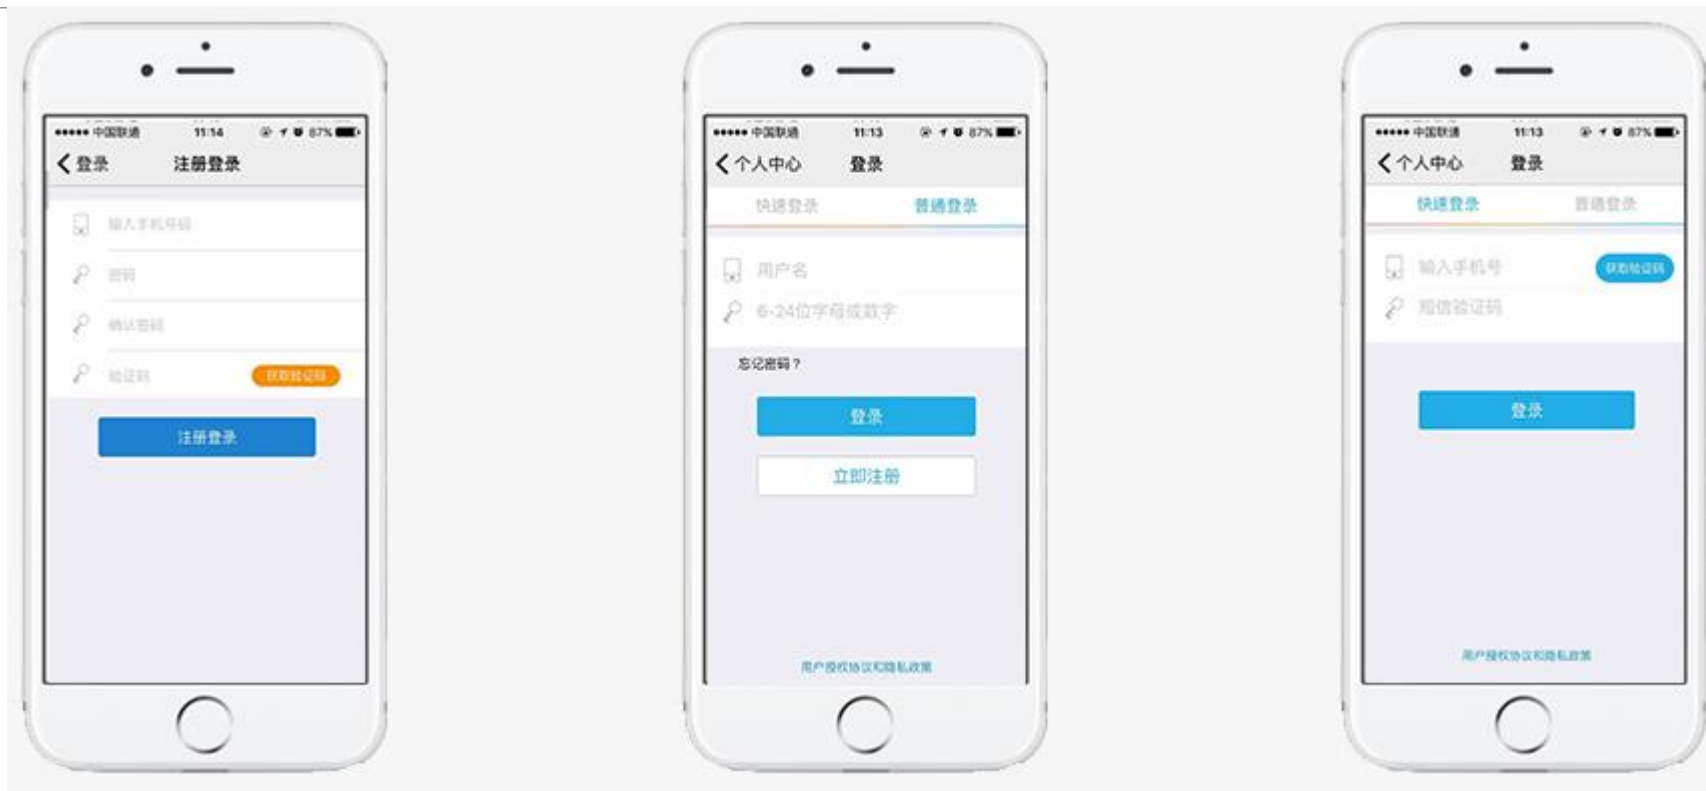 中国联通 11:14 87%
登录 注册登录
输入手机号码
密码
确认密码
验证码 获取验证码
注册登录
中国联通 11:13 87%
个人中心 登录
快速登录 普通登录
用户名
6-24位字母或数字
忘记密码？
登录
立即注册
用户授权协议和隐私政策
中国联通 11:13 87%
个人中心 登录
快速登录 普通登录
输入手机号 获取验证码
短信验证码
登录
用户授权协议和隐私政策